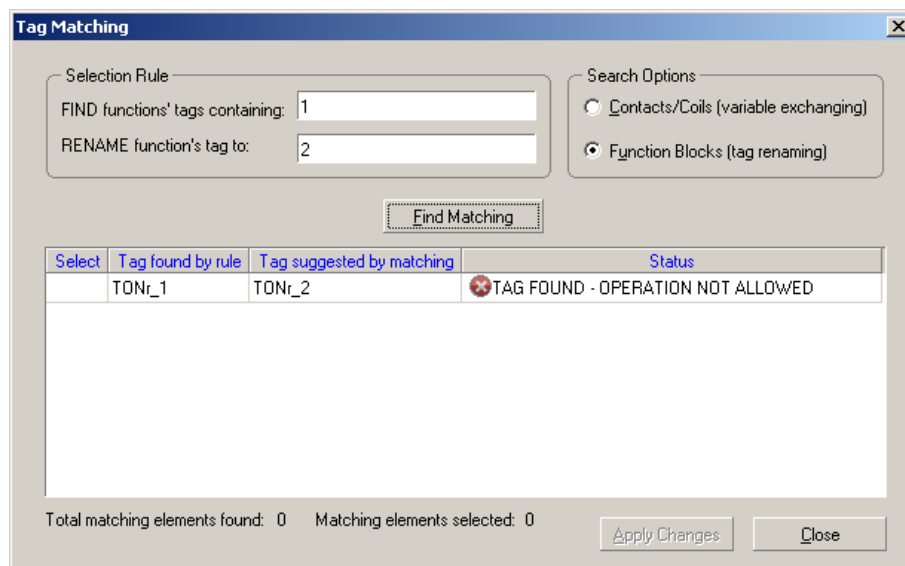 Tag Matching
Selection Rule
FIND functions' tags containing: 1
RENAME function's tag to: 2
Search Options
Contacts/Coils (variable exchanging)
Function Blocks (tag renaming)
Find Matching
Select Tag found by rule Tag suggested by matching Status
TONr_1 TONr_2 TAG FOUND - OPERATION NOT ALLOWED
Total matching elements found: 0 Matching elements selected: 0
Apply Changes Close